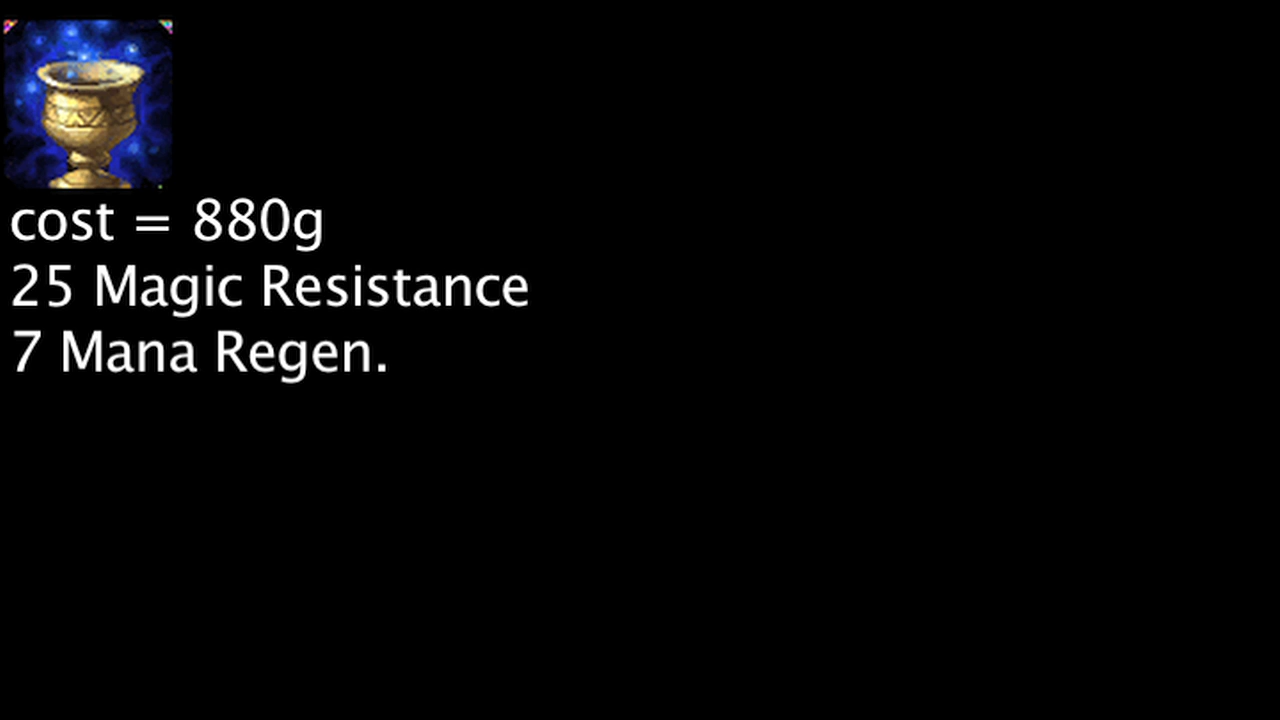 cost = 880g
25 Magic Resistance
7 Mana Regen.